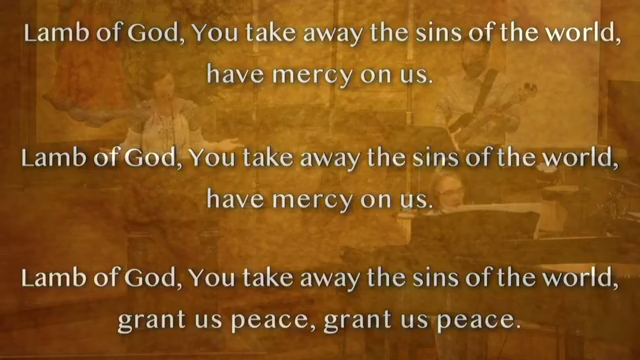 Lamb of God, You take away the sins of the world,
have mercy on us.
Lamb of God, You take away the sins of the world,
have mercy on us.
Lamb of God, You take away the sins of the world,
grant us peace, grant us peace.